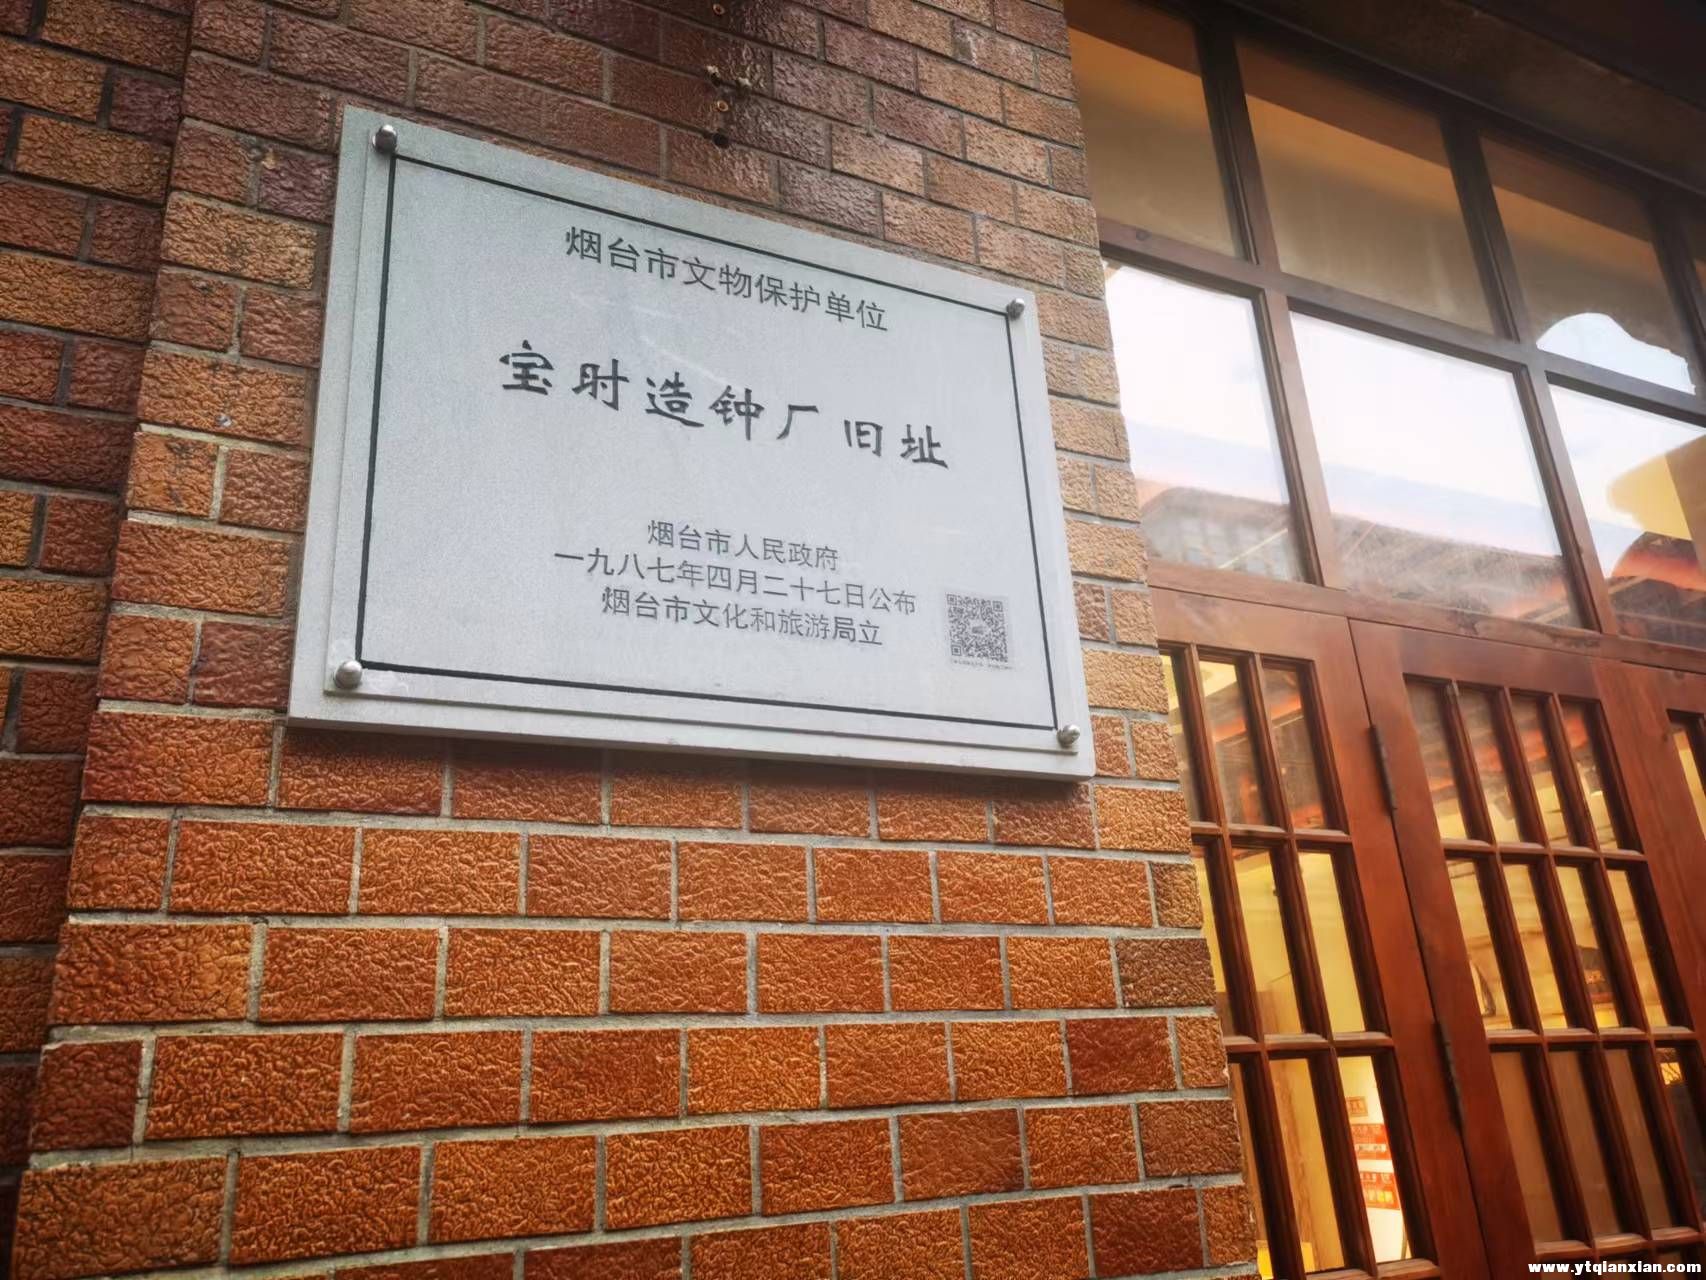 烟台市文物保护单位
宝时造钟厂旧址
烟台市人民政府
一九八七年四月二十七日公布
烟台市文化和旅游局立
www.ytqianxian.com